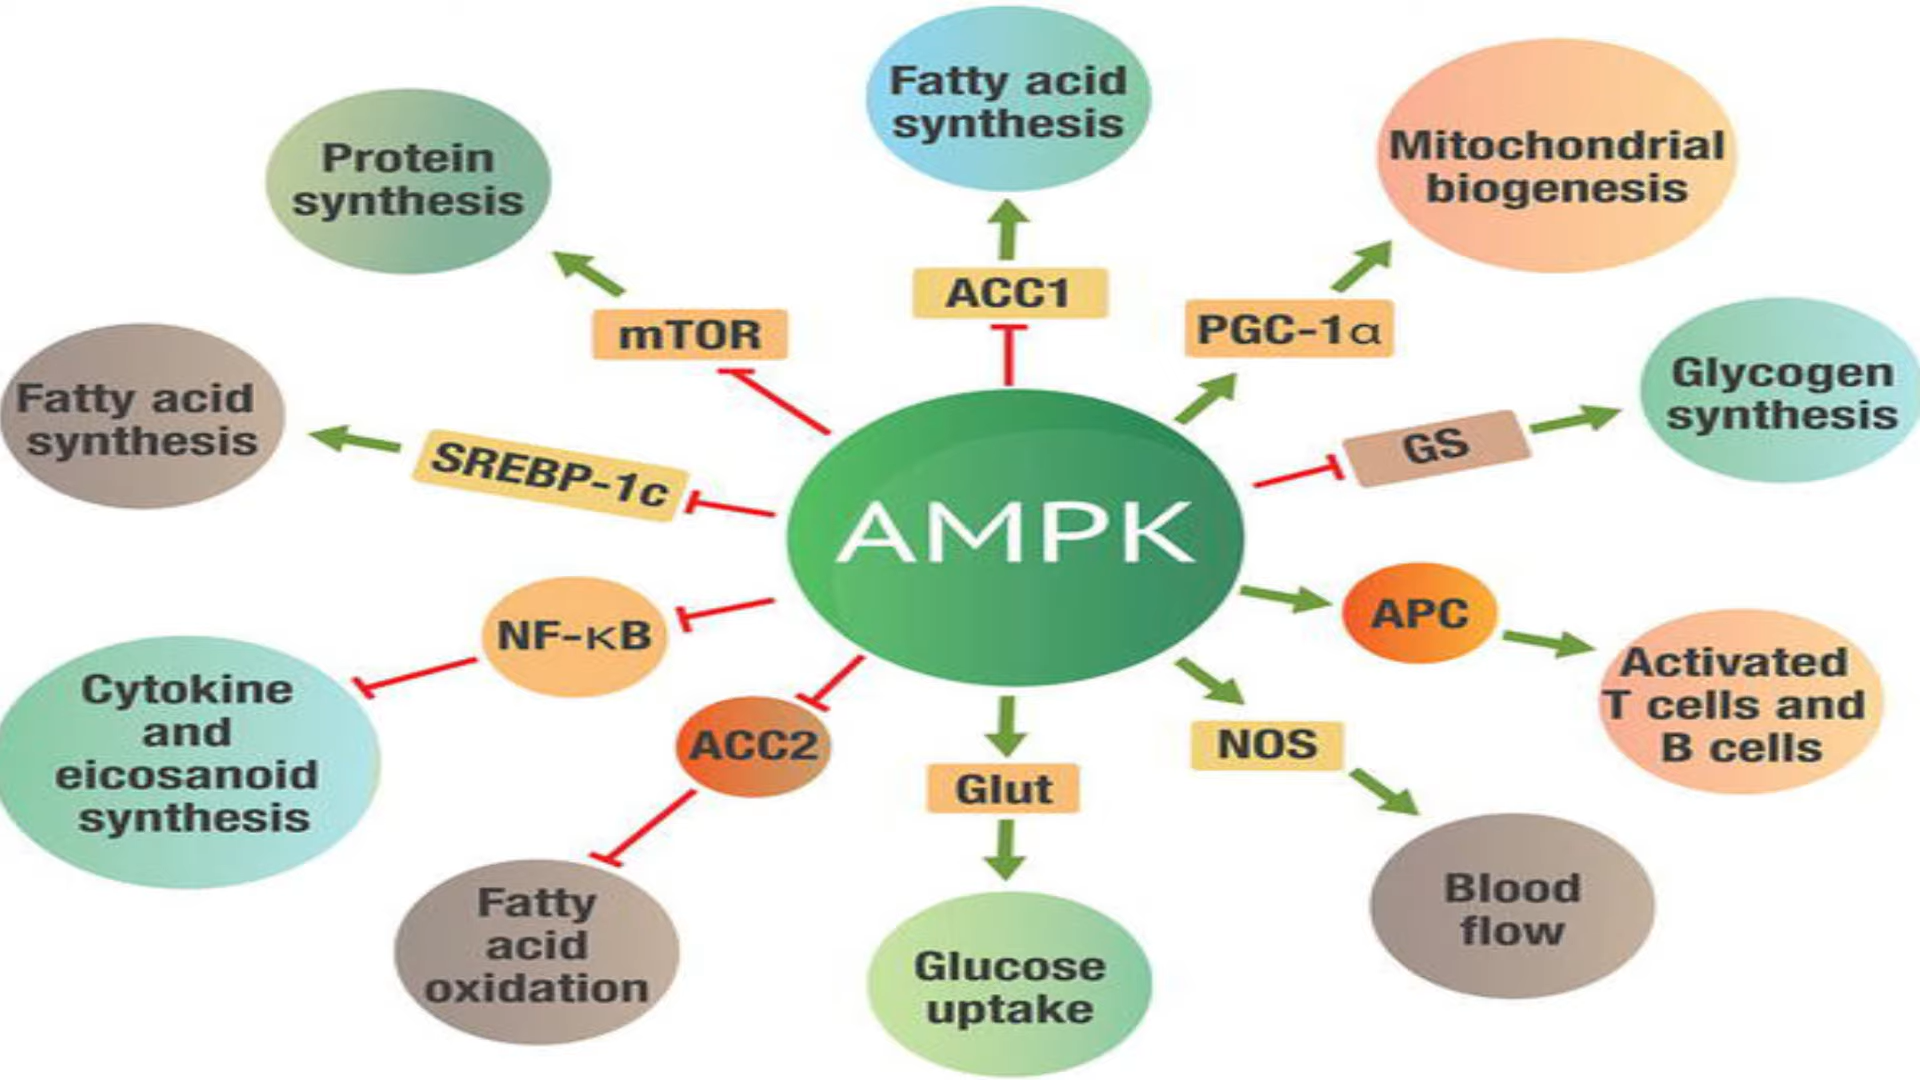 Fatty acid
synthesis
Protein
synthesis
Mitochondrial
biogenesis
ACC1
mTOR
PGC-1α
Fatty acid
synthesis
Glycogen
synthesis
SREBP-1c
GS
AMPK
NF-κB
APC
Cytokine
and
eicosanoid
synthesis
Activated
T cells and
B cells
ACC2
NOS
Glut
Fatty
acid
oxidation
Glucose
uptake
Blood
flow